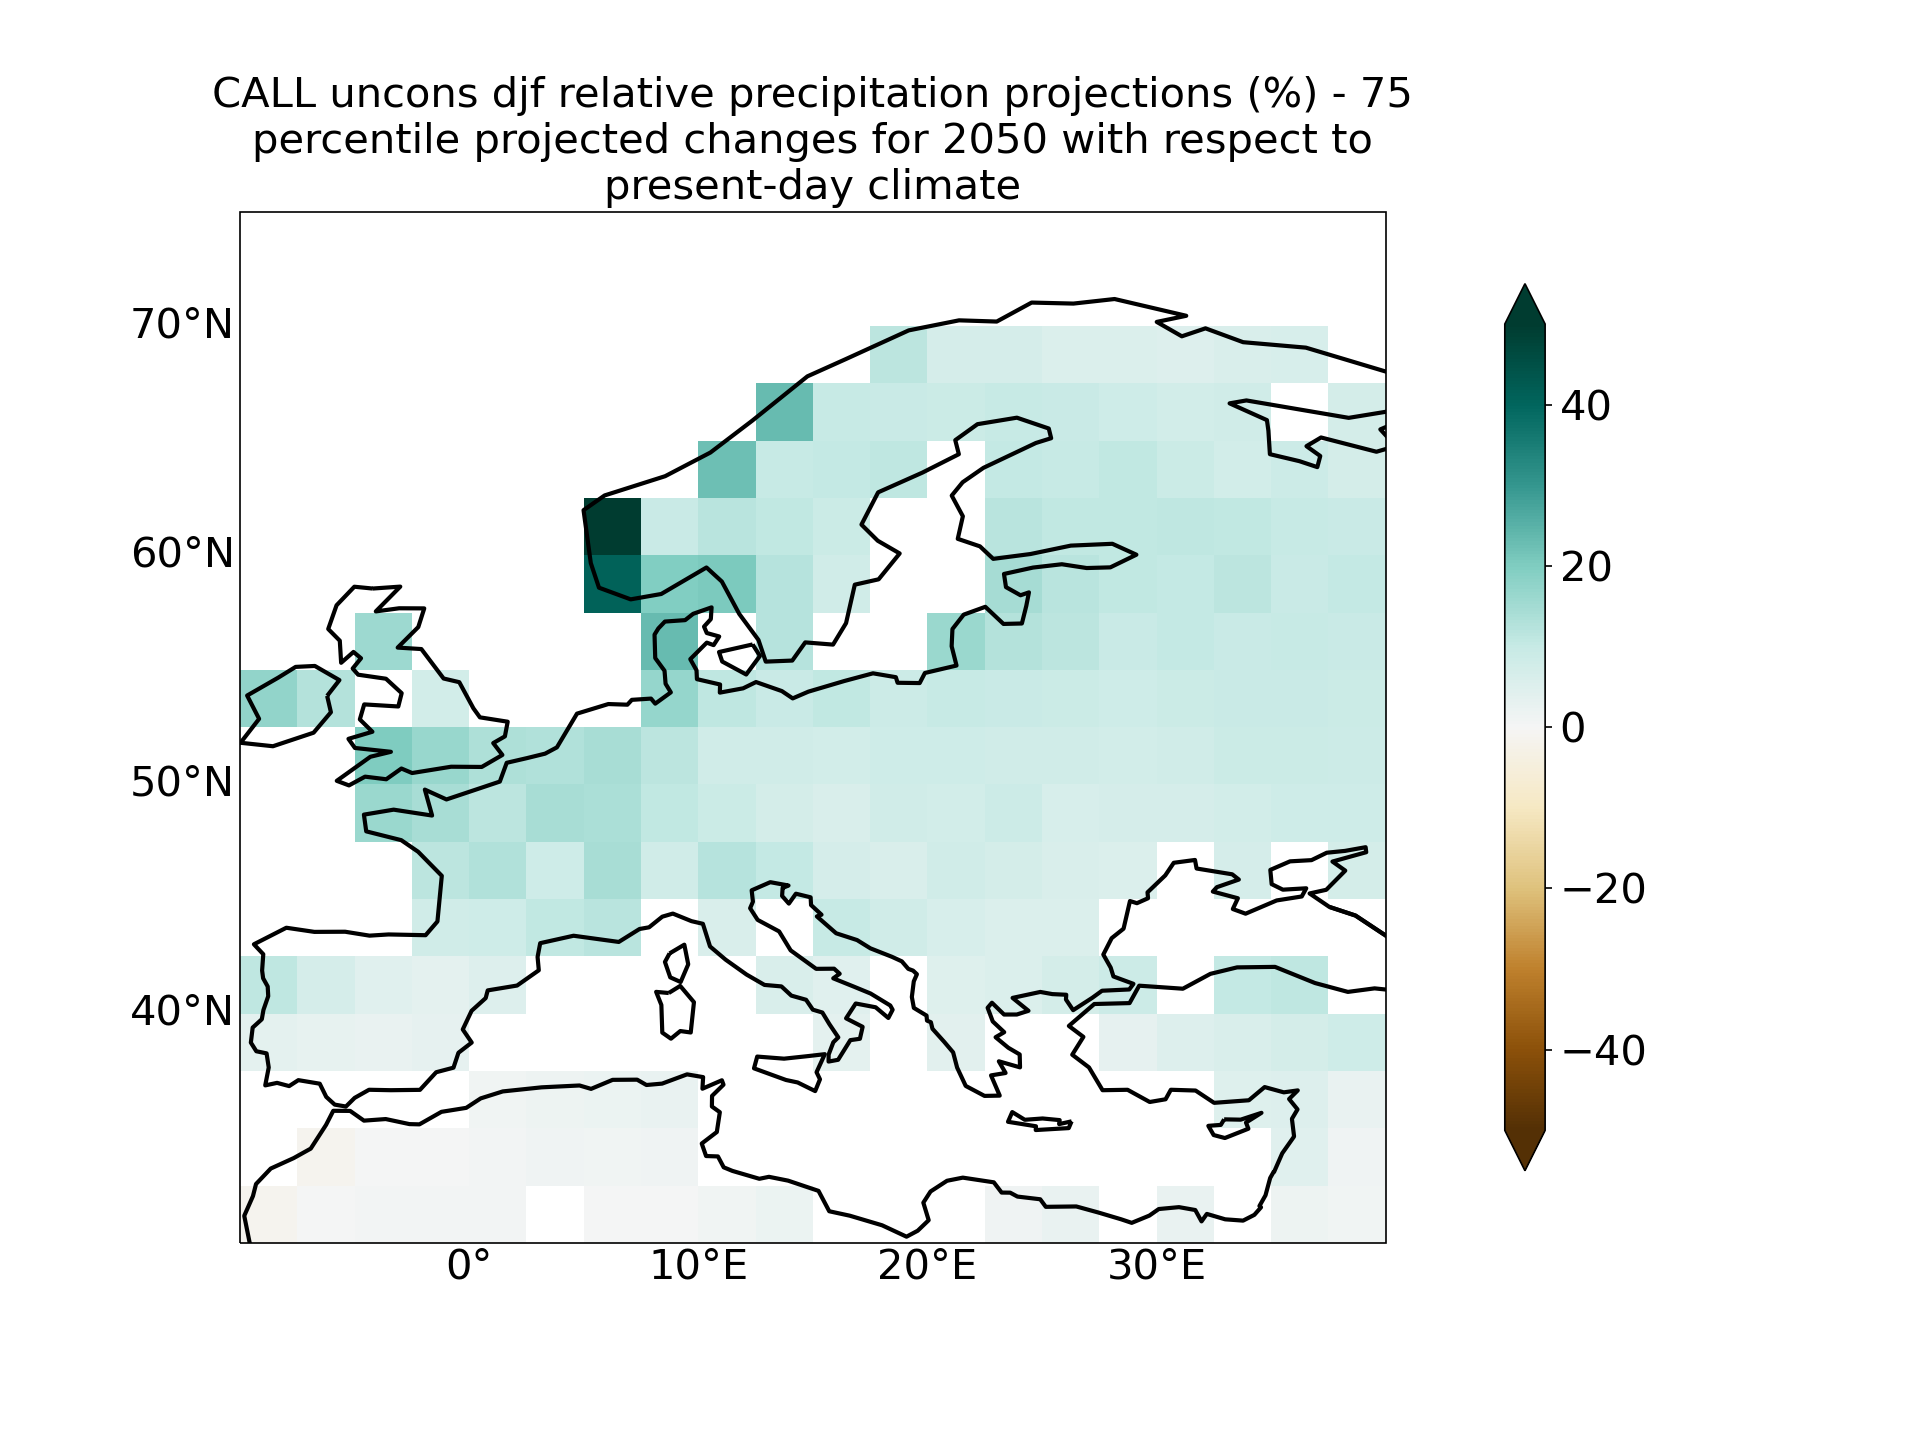 CALL uncons djf relative precipitation projections (%) - 75
percentile projected changes for 2050 with respect to
present-day climate
70°N
60°N
50°N
40°N
0°
10°E
20°E
30°E
40
20
0
−20
−40